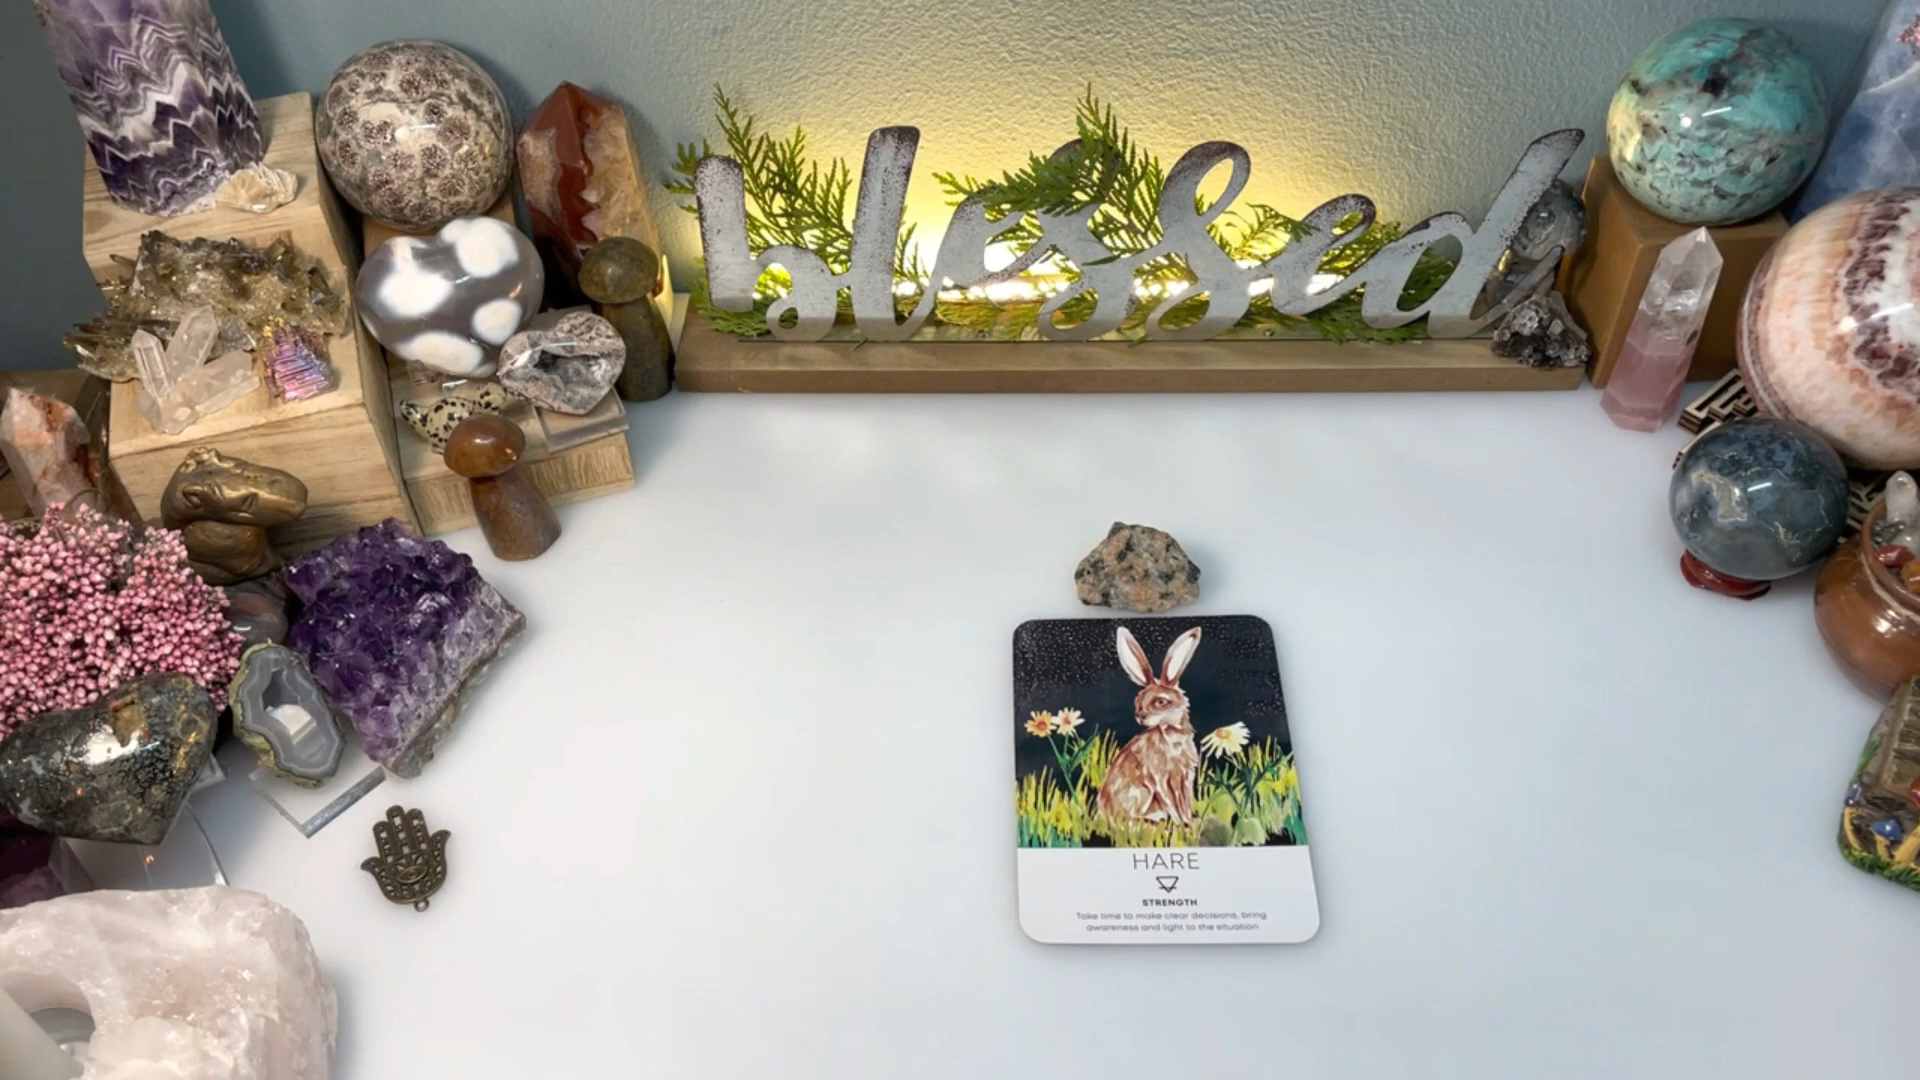 blessed
HARE
STRENGTH
Take time to make clear decisions, bring
awareness and light to the situation